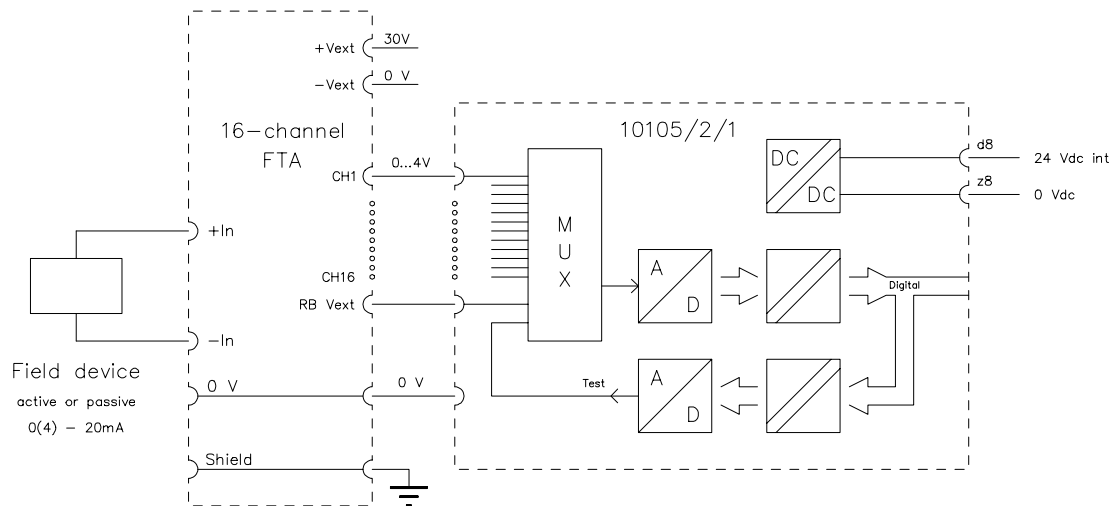 +Vext
30V
-Vext
0 V
16-channel
FTA
10105/2/1
CH1
0...4V
DC
DC
d8
24 Vdc int
z8
0 Vdc
M
U
X
+In
CH16
A
D
Digital
RB Vext
-In
Field device
active or passive
0(4) - 20mA
0 V
0 V
Test
A
D
Shield